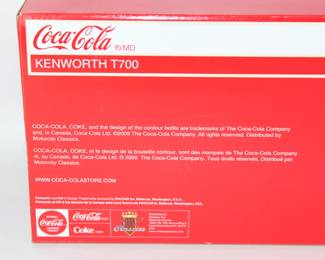 Coca-Cola ®/MD
KENWORTH T700
COCA-COLA, COKE, and the design of the contour bottle are trademarks of The Coca-Cola Company
and, in Canada, Coca-Cola Ltd. ©2009 The Coca-Cola Company. All rights reserved. Distributed by
Motorcity Classics.
COCA-COLA, COKE, et le design de la bouteille contour, sont des marques de The Coca-Cola Company
et, au Canada, de Coca-Cola Ltd. © 2009 The Coca-Cola Company. Tous droits réservés. Distribué par
Motorcity Classics.
WWW.COCA-COLASTORE.COM
Coca-Cola
Coca-Cola
Coke